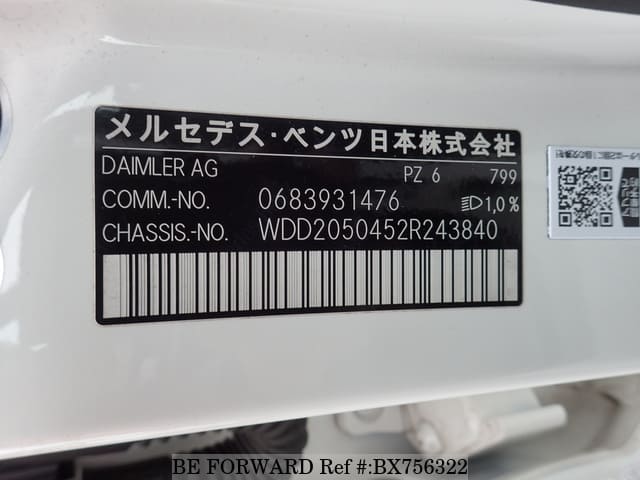 メルセデス・ベンツ日本株式会社
DAIMLER AG PZ 6 799
COMM.-NO. 0683931476 1,0%
CHASSIS.-NO. WDD2050452R243840
BE FORWARD Ref #:BX756322